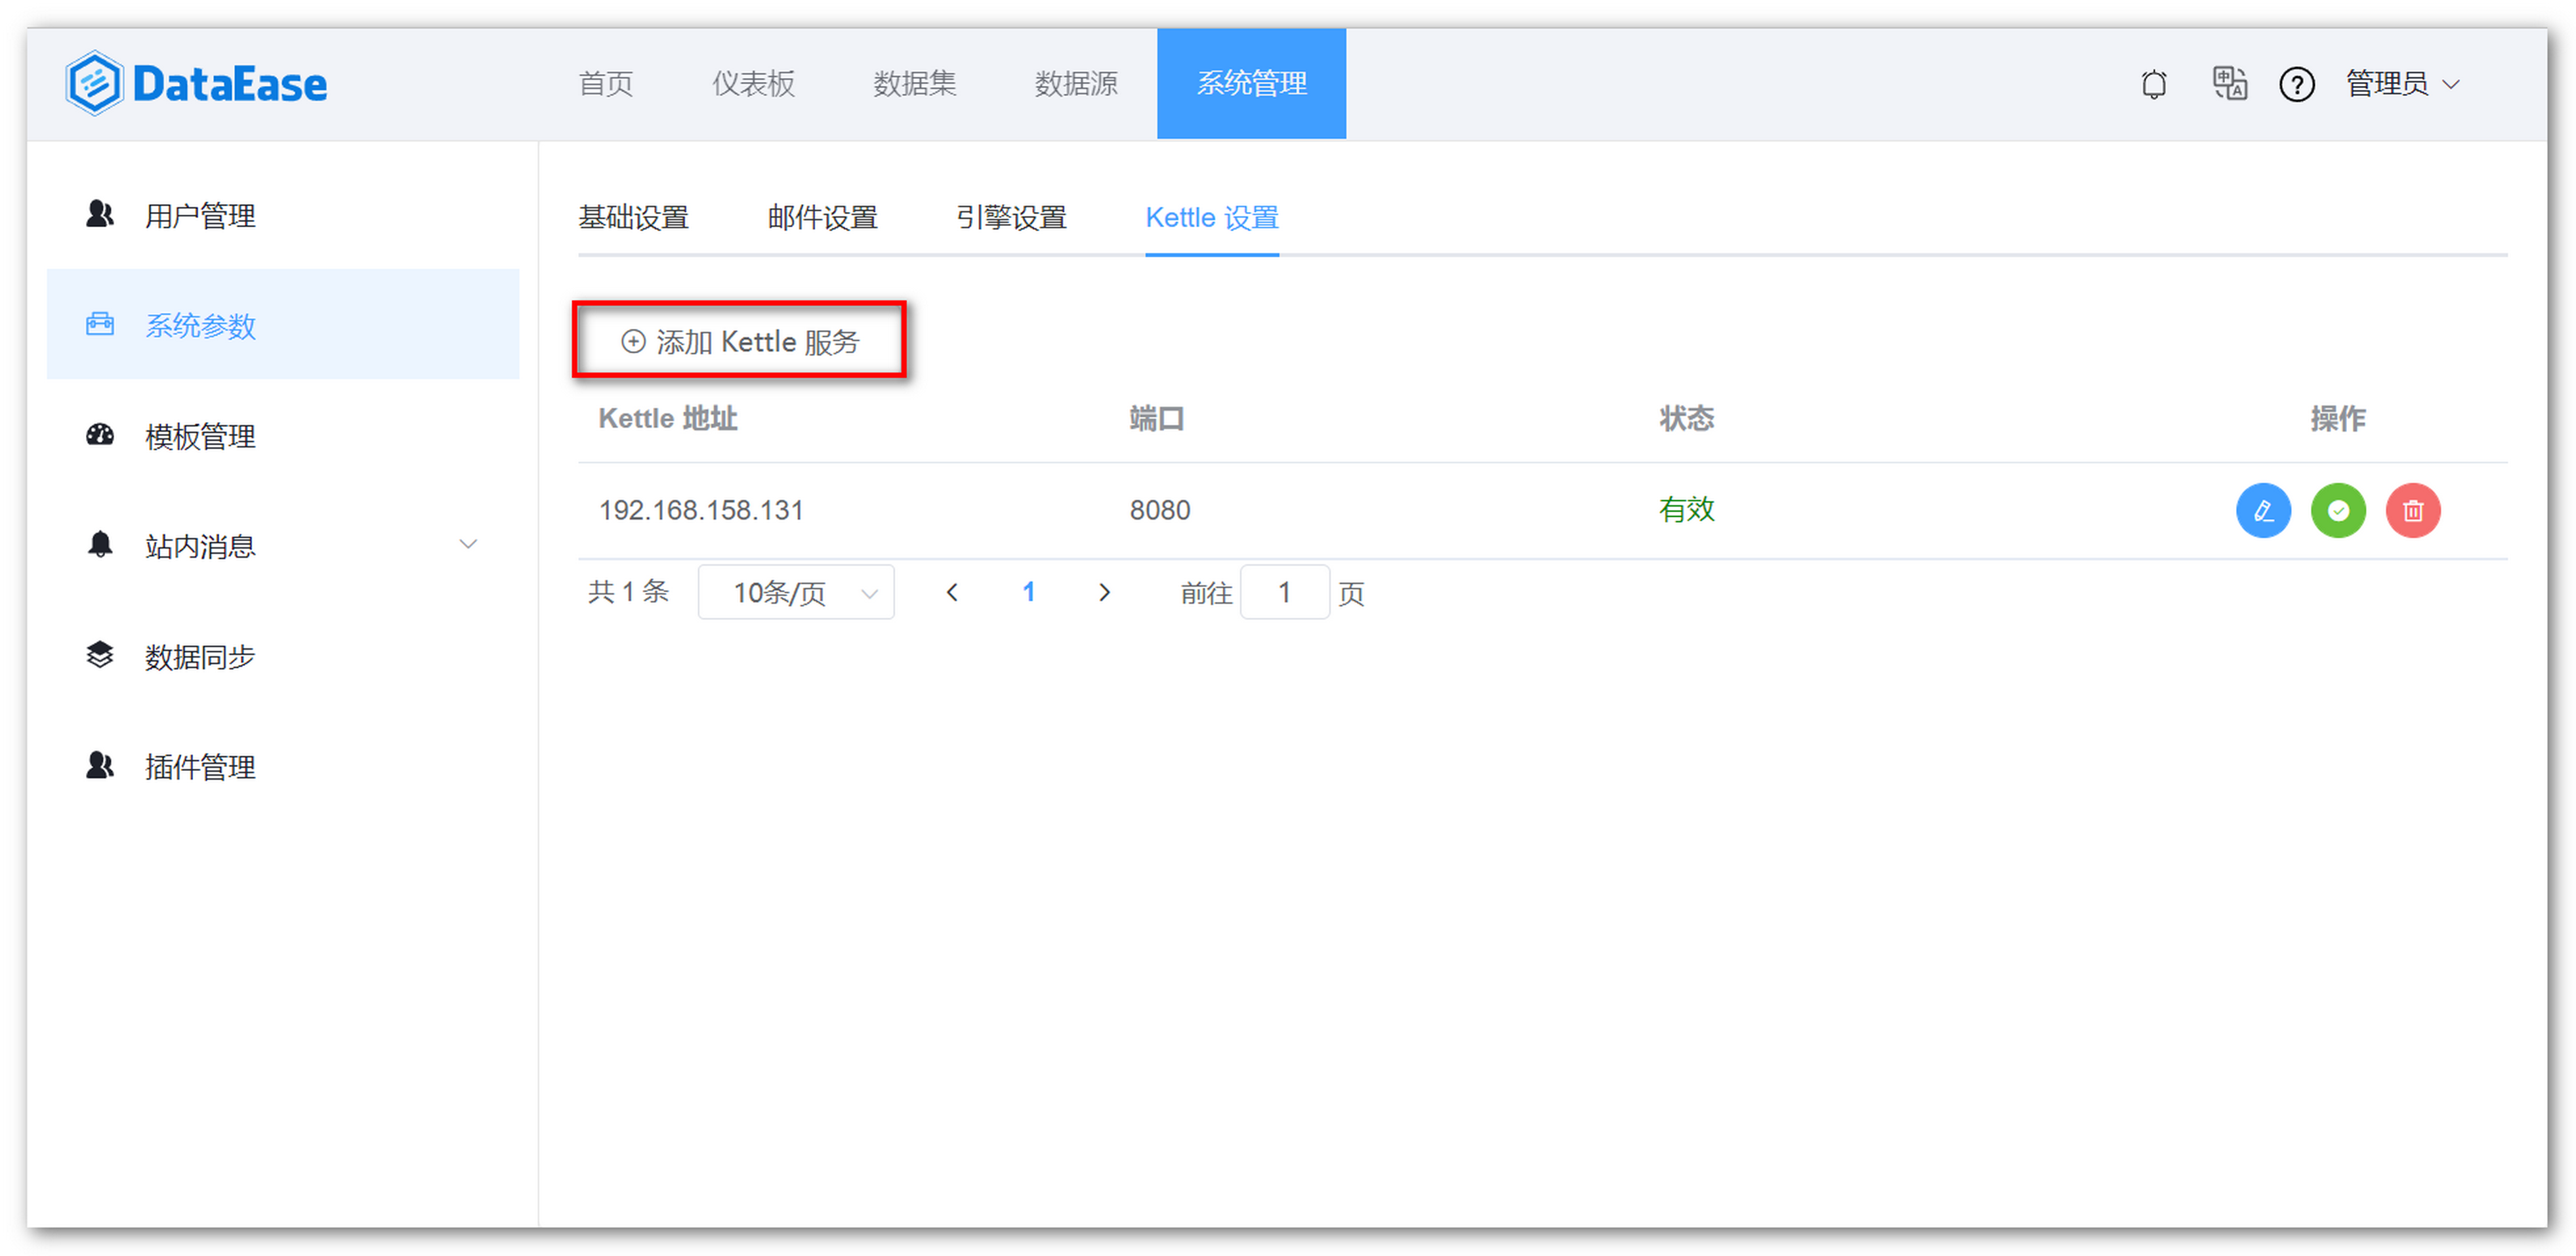 DataEase 首页 仪表板 数据集 数据源 系统管理 管理员
用户管理
系统参数
模板管理
站内消息
数据同步
插件管理
基础设置 邮件设置 引擎设置 Kettle 设置
添加 Kettle 服务
Kettle 地址 端口 状态 操作
192.168.158.131 8080 有效
共 1 条 10条/页 1 前往 1 页